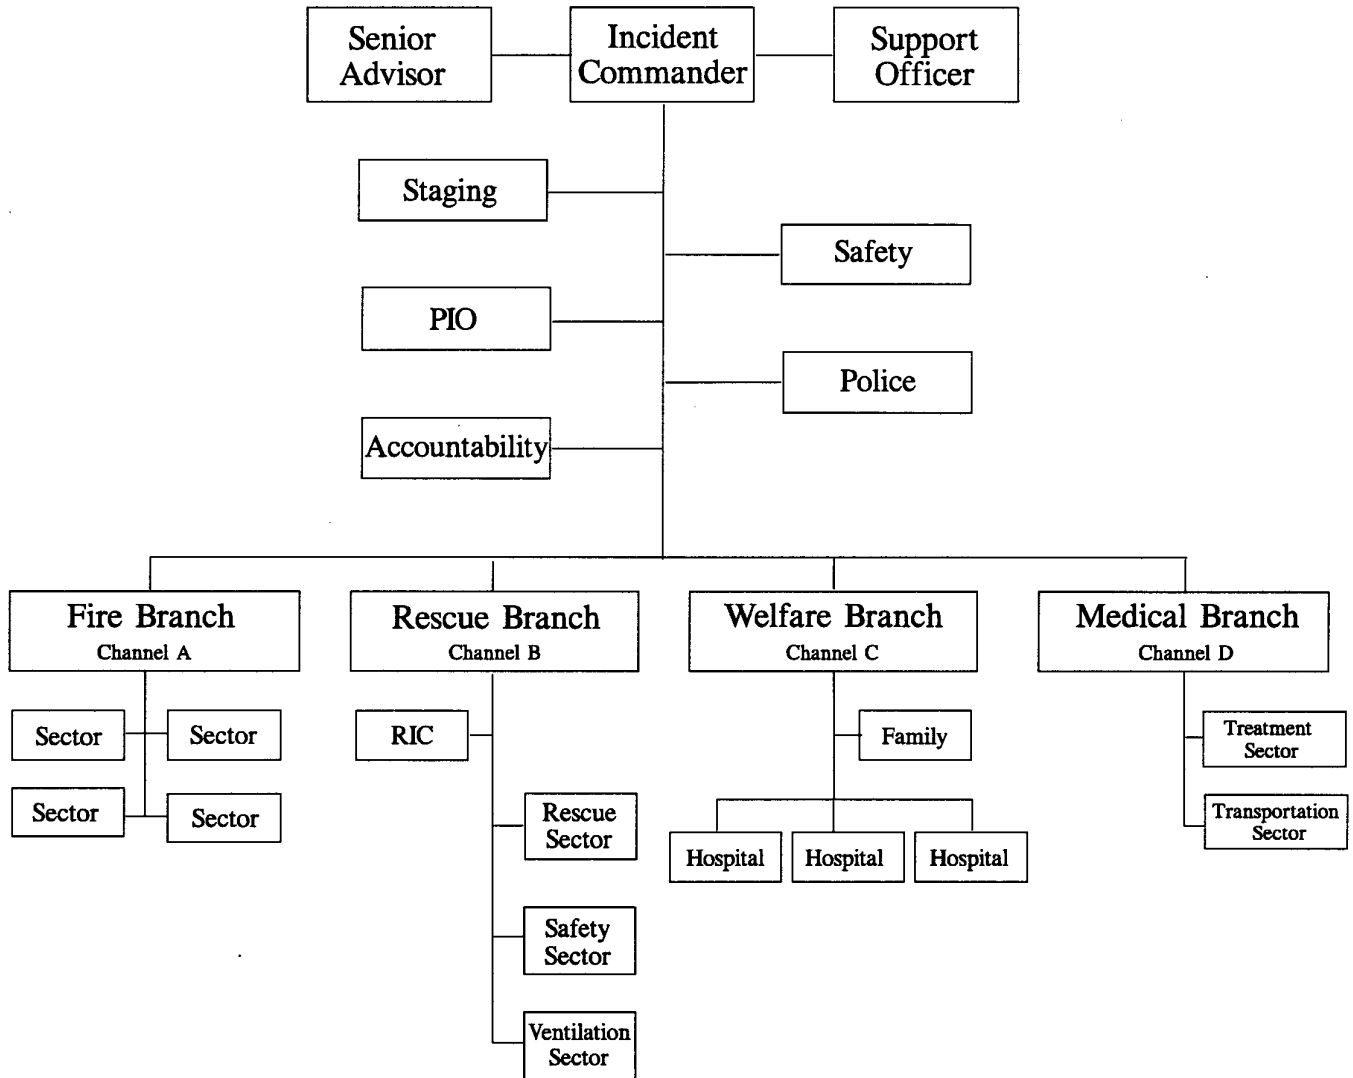 Senior
Advisor
Incident
Commander
Support
Officer
Staging
Safety
PIO
Police
Accountability
Fire Branch
Channel A
Rescue Branch
Channel B
Welfare Branch
Channel C
Medical Branch
Channel D
Sector
Sector
Sector
Sector
RIC
Rescue
Sector
Safety
Sector
Ventilation
Sector
Family
Hospital
Hospital
Hospital
Treatment
Sector
Transportation
Sector